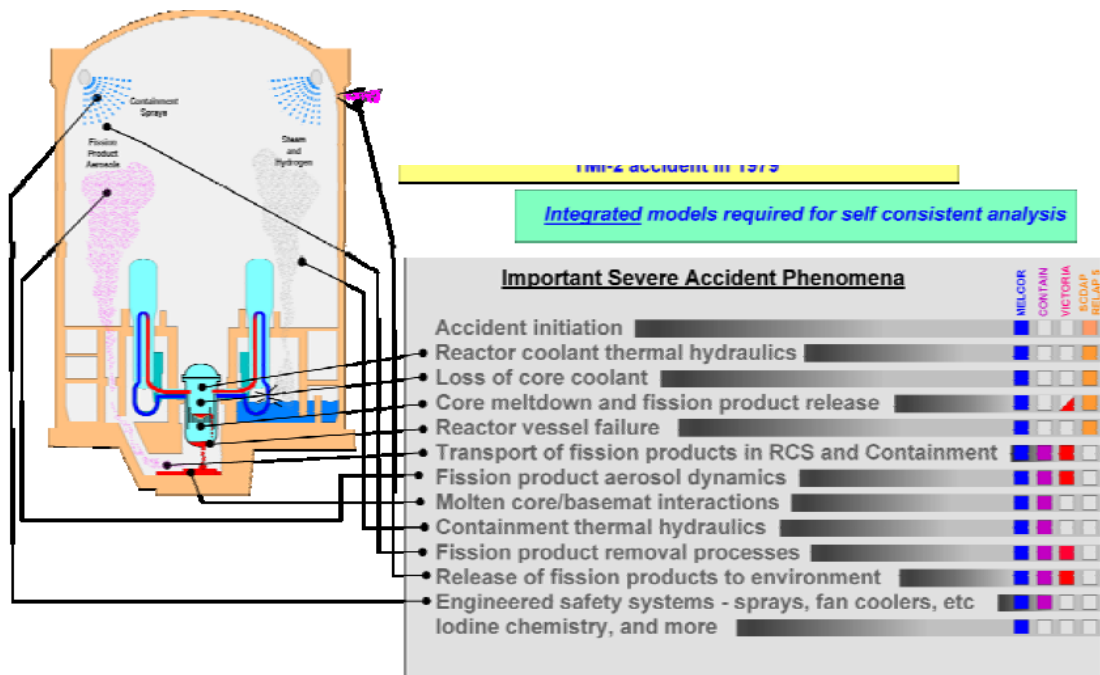 Containment
Sprays
Fission
Product
Aerosols
Steam
and
Hydrogen
TMI-2 accident in 1979
Integrated models required for self consistent analysis
Important Severe Accident Phenomena
MELCOR
CONTAIN
VICTORIA
SCDAP
RELAP 5
Accident initiation
Reactor coolant thermal hydraulics
Loss of core coolant
Core meltdown and fission product release
Reactor vessel failure
Transport of fission products in RCS and Containment
Fission product aerosol dynamics
Molten core/basemat interactions
Containment thermal hydraulics
Fission product removal processes
Release of fission products to environment
Engineered safety systems - sprays, fan coolers, etc
Iodine chemistry, and more